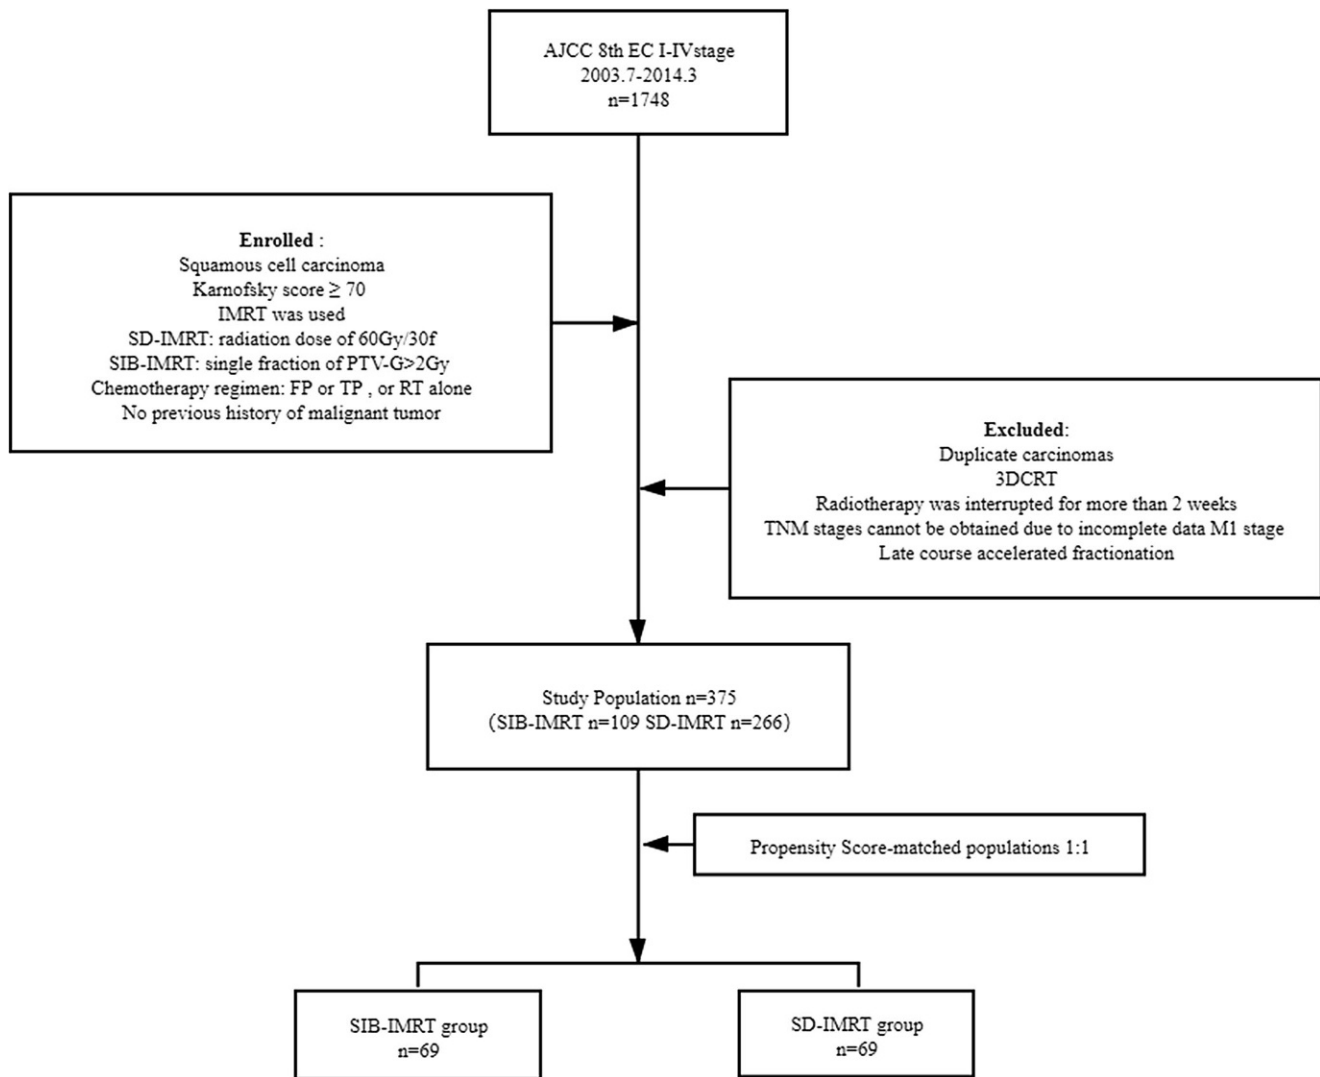 AJCC 8th EC I-IVstage
2003.7-2014.3
n=1748
Enrolled :
Squamous cell carcinoma
Karnofsky score ≥ 70
IMRT was used
SD-IMRT: radiation dose of 60Gy/30f
SIB-IMRT: single fraction of PTV-G>2Gy
Chemotherapy regimen: FP or TP , or RT alone
No previous history of malignant tumor
Excluded:
Duplicate carcinomas
3DCRT
Radiotherapy was interrupted for more than 2 weeks
TNM stages cannot be obtained due to incomplete data M1 stage
Late course accelerated fractionation
Study Population n=375
(SIB-IMRT n=109 SD-IMRT n=266)
Propensity Score-matched populations 1:1
SIB-IMRT group
n=69
SD-IMRT group
n=69